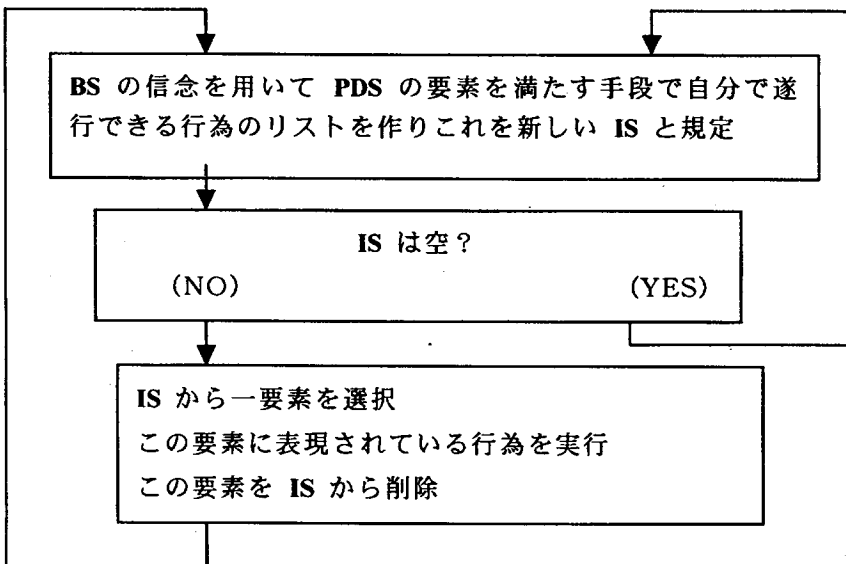 BS の信念を用いて PDS の要素を満たす手段で自分で遂
行できる行為のリストを作りこれを新しい IS と規定
IS は空？
(NO) (YES)
IS から一要素を選択
この要素に表現されている行為を実行
この要素を IS から削除